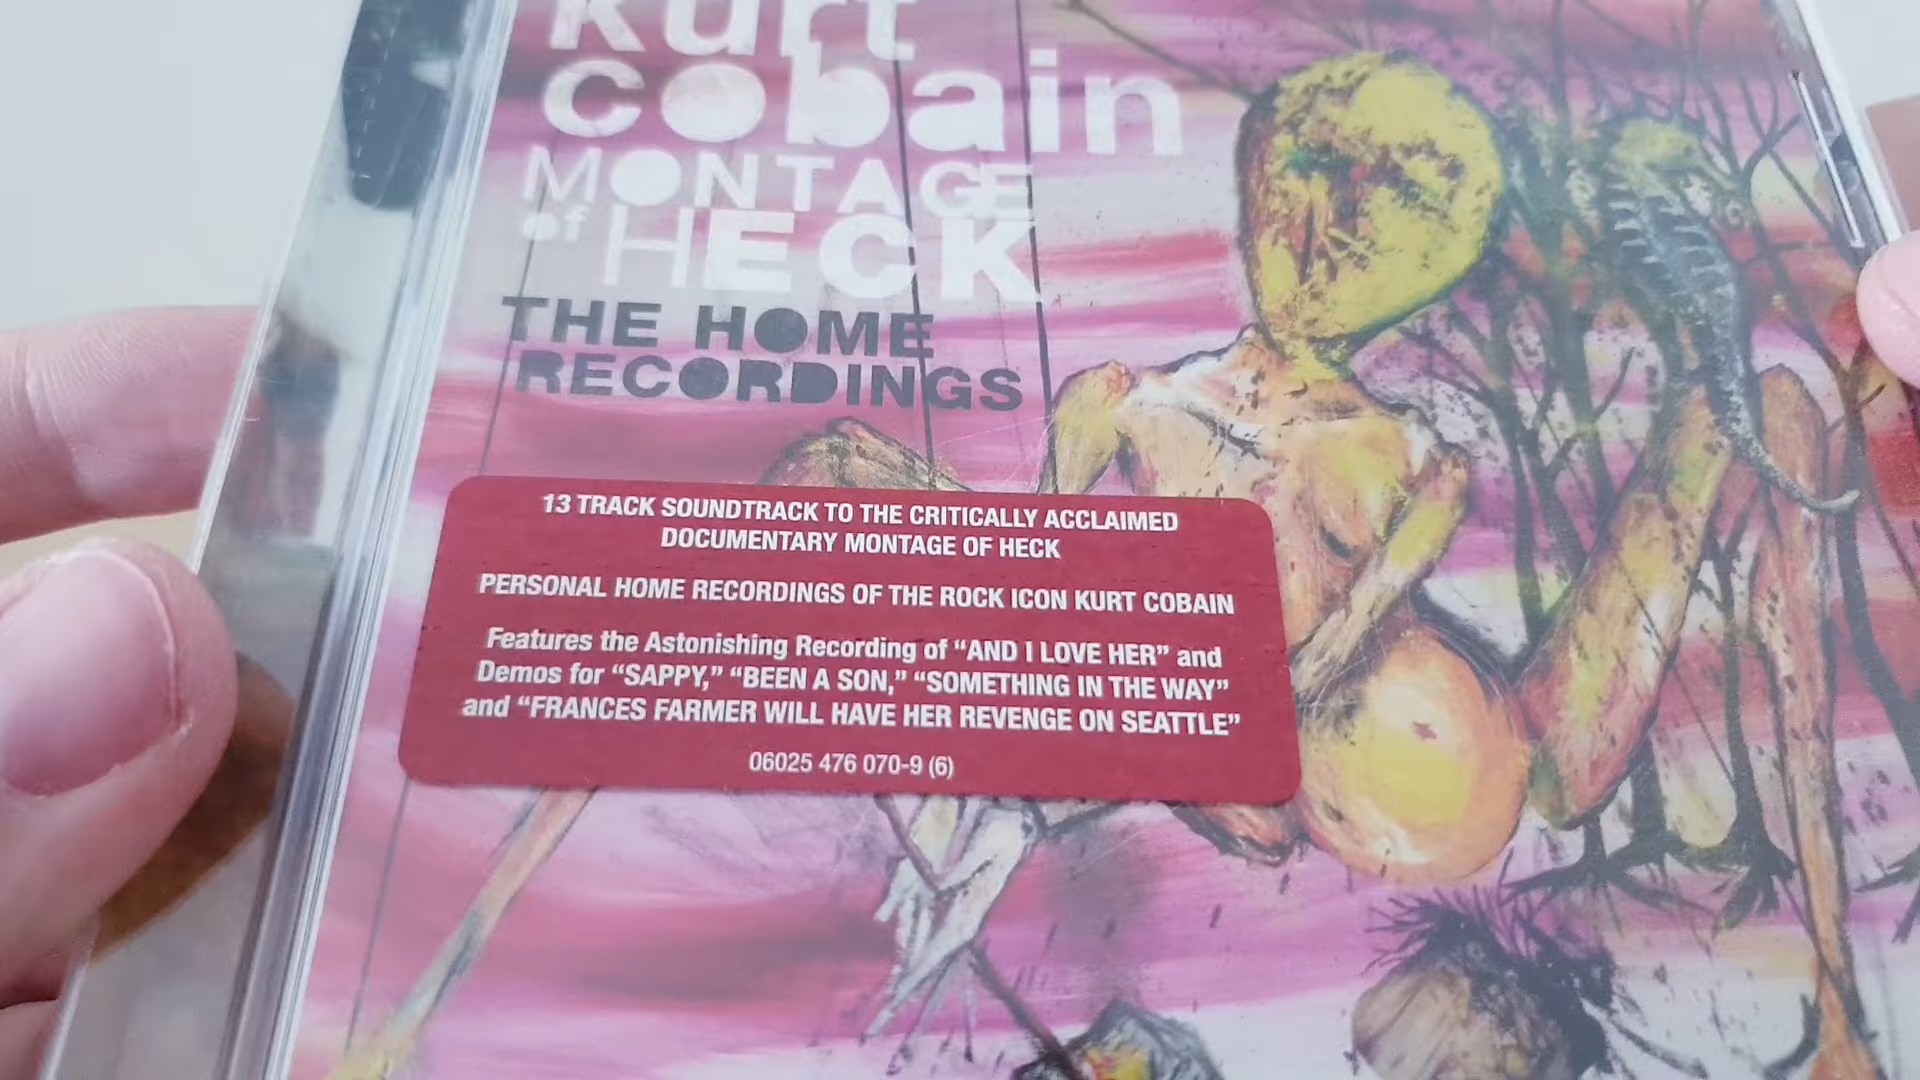 kurt
cobain
MONTAGE
of HECK
THE HOME
RECORDINGS
13 TRACK SOUNDTRACK TO THE CRITICALLY ACCLAIMED
DOCUMENTARY MONTAGE OF HECK
PERSONAL HOME RECORDINGS OF THE ROCK ICON KURT COBAIN
Features the Astonishing Recording of “AND I LOVE HER” and
Demos for “SAPPY,” “BEEN A SON,” “SOMETHING IN THE WAY”
and “FRANCES FARMER WILL HAVE HER REVENGE ON SEATTLE”
06025 476 070-9 (6)